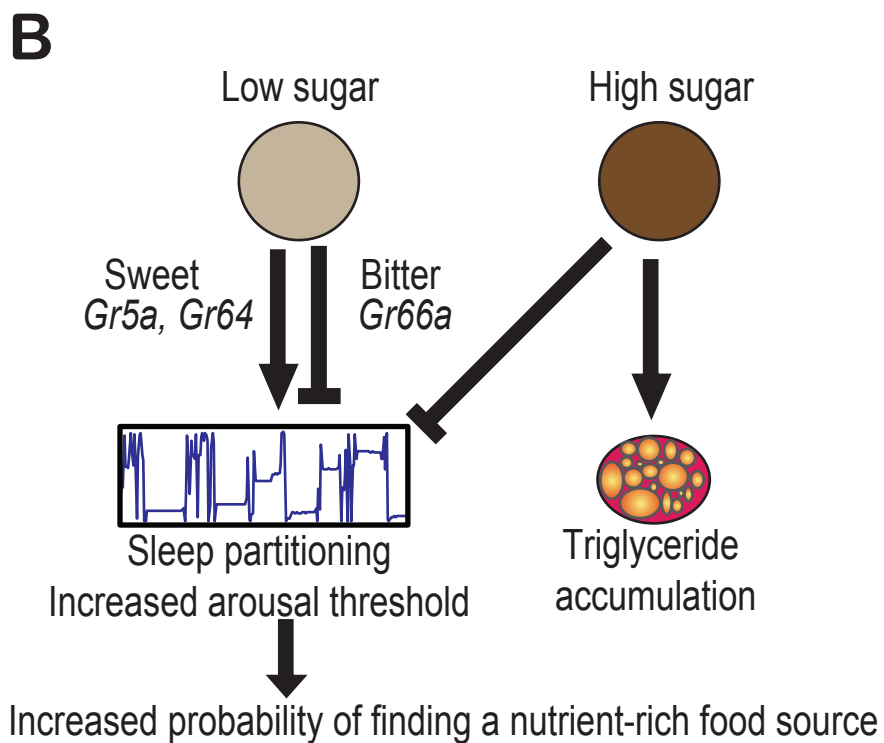 B
Low sugar
High sugar
Sweet
Gr5a, Gr64
Bitter
Gr66a
Sleep partitioning
Increased arousal threshold
Triglyceride
accumulation
Increased probability of finding a nutrient-rich food source